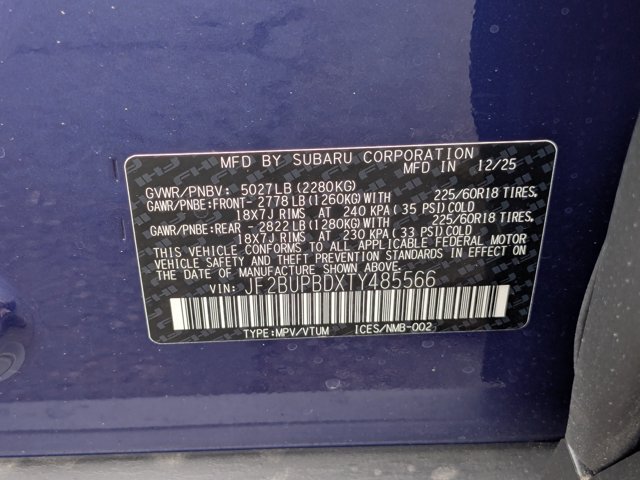 MFD BY SUBARU CORPORATION
MFD IN 12/25
GVWR/PNBV: 5027LB (2280KG)
GAWR/PNBE:FRONT- 2778 LB (1260KG) WITH 225/60R18 TIRES.
18X7J RIMS AT 240 KPA (35 PSI) COLD
GAWR/PNBE:REAR - 2822 LB (1280KG) WITH 225/60R18 TIRES.
18X7J RIMS AT 230 KPA (33 PSI) COLD
THIS VEHICLE CONFORMS TO ALL APPLICABLE FEDERAL MOTOR
VEHICLE SAFETY AND THEFT PREVENTION STANDARDS IN EFFECT
ON THE DATE OF MANUFACTURE SHOWN ABOVE.
VIN: JF2BUPBDXTY485566
TYPE:MPV/VTUM ICES/NMB-002